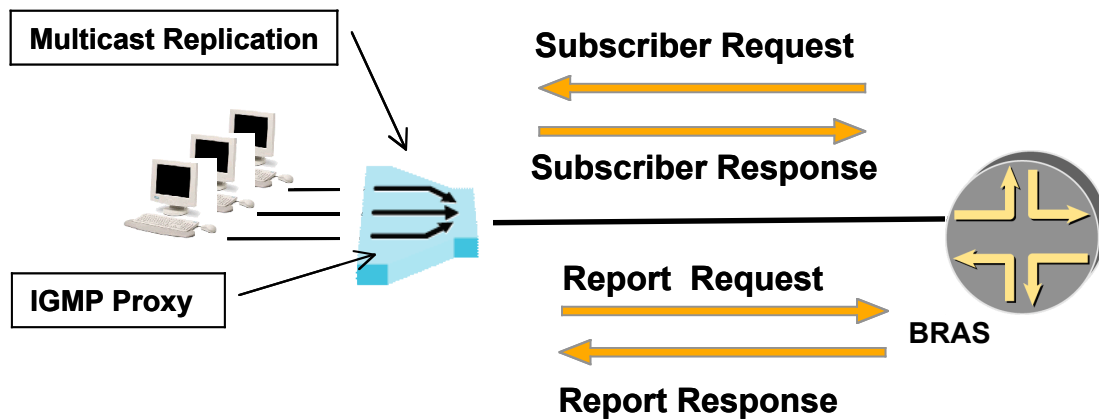 Multicast Replication
Subscriber Request
Subscriber Response
IGMP Proxy
Report Request
BRAS
Report Response